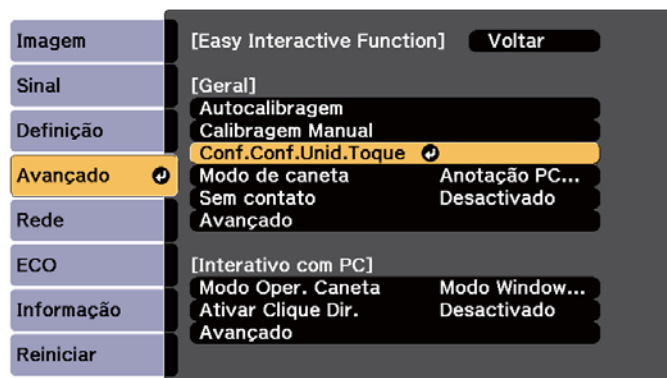 Imagem
Sinal
Definição
Avançado
Rede
ECO
Informação
Reiniciar
[Easy Interactive Function] Voltar
[Geral]
Autocalibragem
Calibragem Manual
Conf.Conf.Unid.Toque
Modo de caneta Anotação PC...
Sem contato Desactivado
Avançado
[Interativo com PC]
Modo Oper. Caneta Modo Window...
Ativar Clique Dir. Desactivado
Avançado